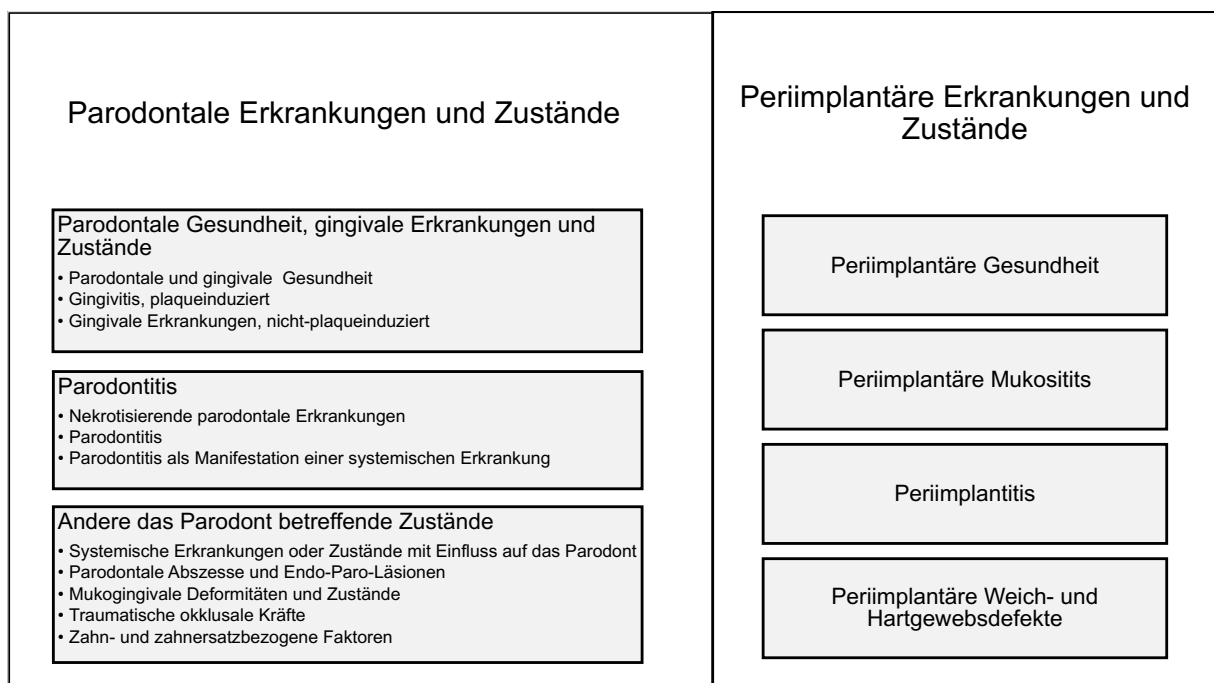 Parodontale Erkrankungen und Zustände
Parodontale Gesundheit, gingivale Erkrankungen und
Zustände
• Parodontale und gingivale Gesundheit
• Gingivitis, plaqueinduziert
• Gingivale Erkrankungen, nicht-plaqueinduziert
Parodontitis
• Nekrotisierende parodontale Erkrankungen
• Parodontitis
• Parodontitis als Manifestation einer systemischen Erkrankung
Andere das Parodont betreffende Zustände
• Systemische Erkrankungen oder Zustände mit Einfluss auf das Parodont
• Parodontale Abszesse und Endo-Paro-Läsionen
• Mukogingivale Deformitäten und Zustände
• Traumatische okklusale Kräfte
• Zahn- und zahnersatzbezogene Faktoren
Periimplantäre Erkrankungen und
Zustände
Periimplantäre Gesundheit
Periimplantäre Mukositits
Periimplantitis
Periimplantäre Weich- und
Hartgewebsdefekte